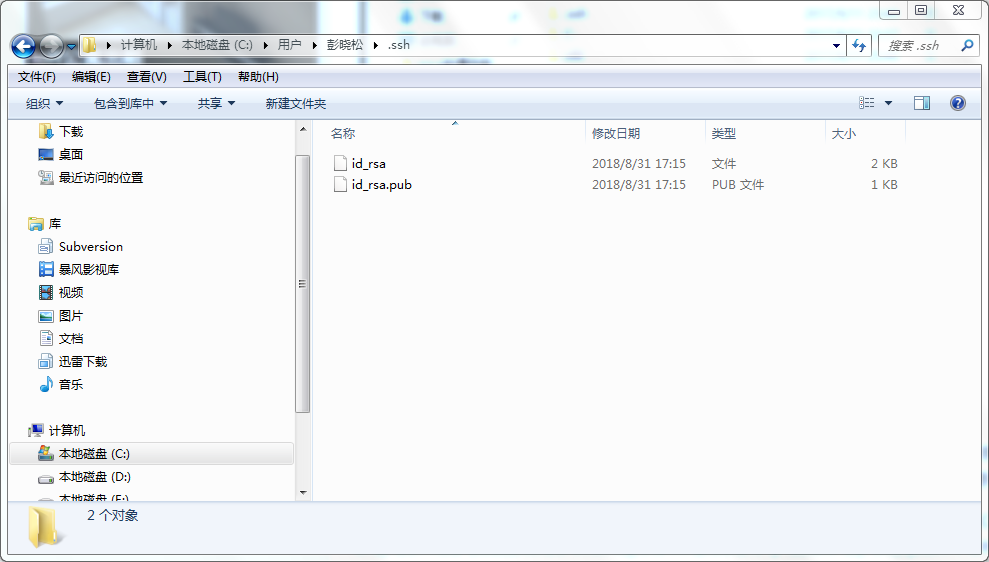 计算机 本地磁盘 (C:) 用户 彭晓松 .ssh 搜索 .ssh
文件(F) 编辑(E) 查看(V) 工具(T) 帮助(H)
组织 包含到库中 共享 新建文件夹
下载
桌面
最近访问的位置
库
Subversion
暴风影视库
视频
图片
文档
迅雷下载
音乐
计算机
本地磁盘 (C:)
本地磁盘 (D:)
本地磁盘 (E:)
名称 修改日期 类型 大小
id_rsa 2018/8/31 17:15 文件 2 KB
id_rsa.pub 2018/8/31 17:15 PUB 文件 1 KB
2 个对象